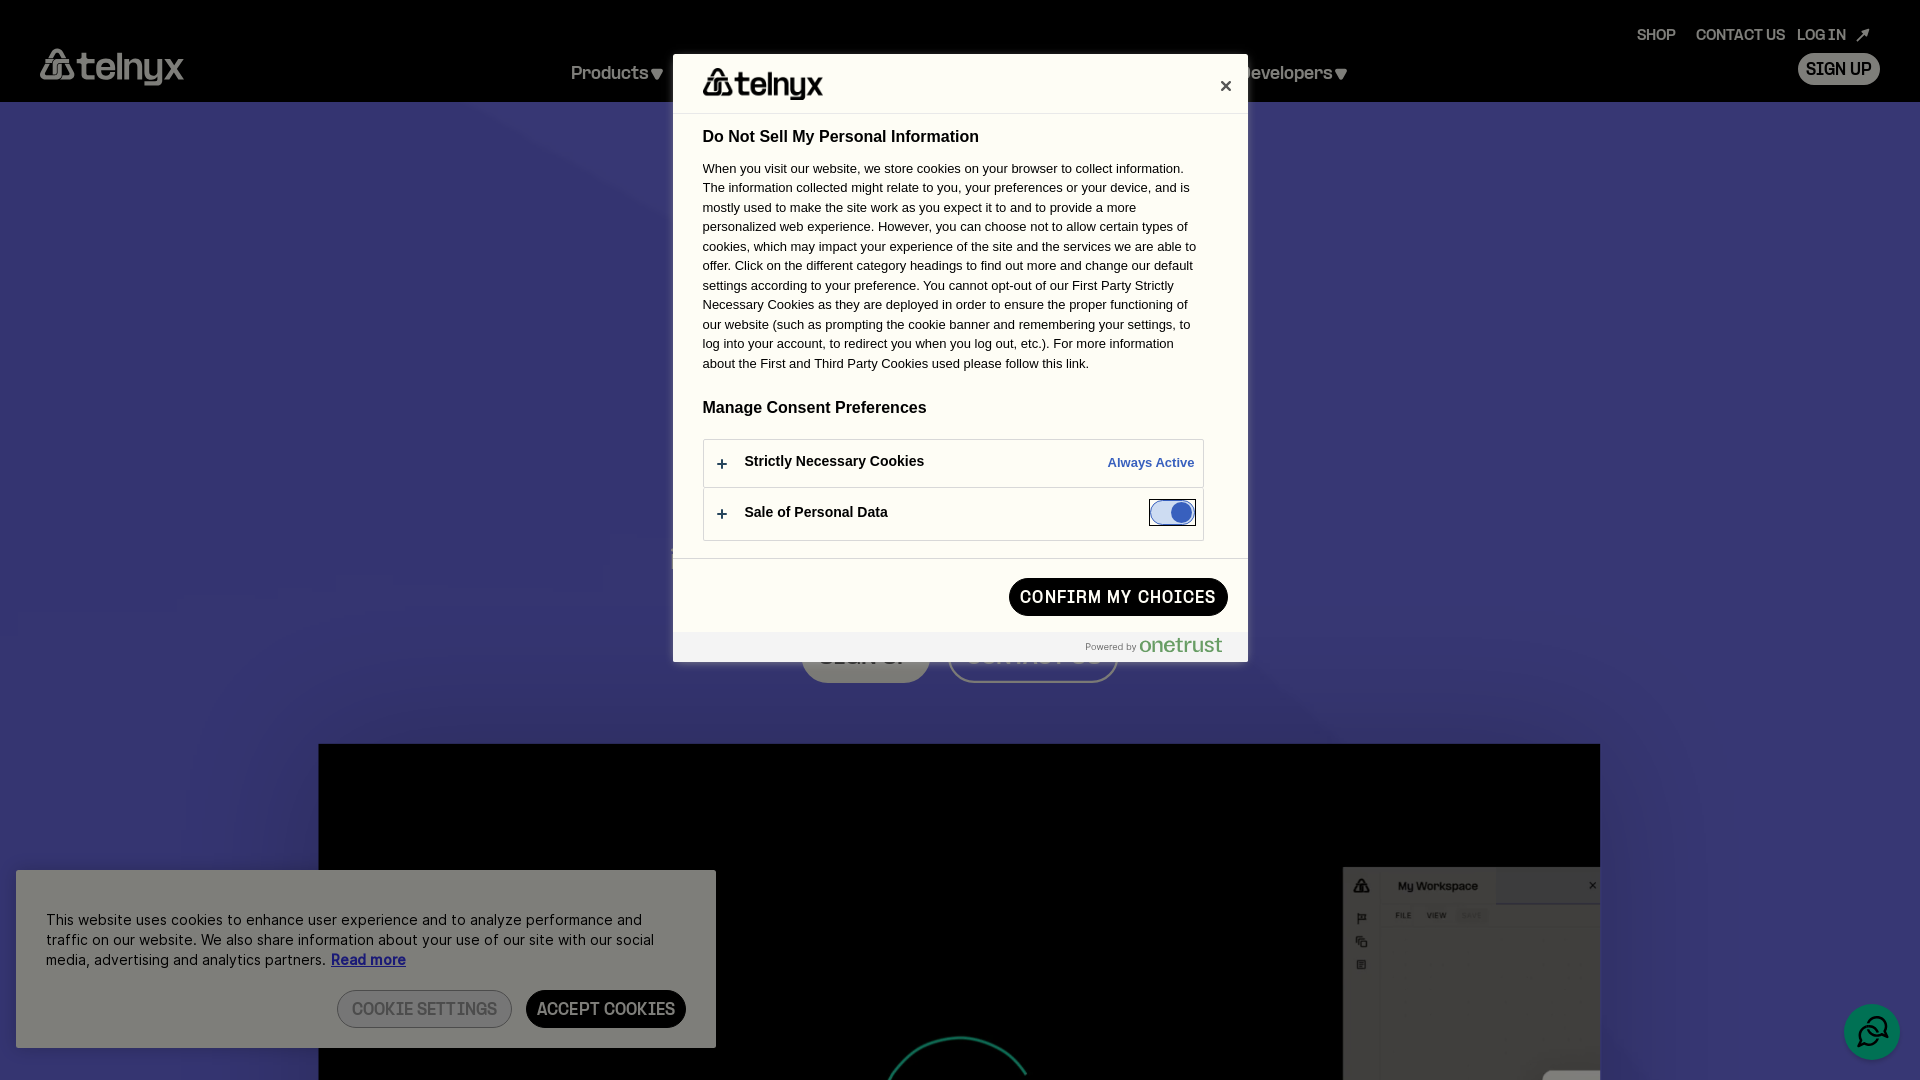 SHOP CONTACT US LOG IN
telnyx
Products
Developers
SIGN UP
telnyx
Do Not Sell My Personal Information
When you visit our website, we store cookies on your browser to collect information.
The information collected might relate to you, your preferences or your device, and is
mostly used to make the site work as you expect it to and to provide a more
personalized web experience. However, you can choose not to allow certain types of
cookies, which may impact your experience of the site and the services we are able to
offer. Click on the different category headings to find out more and change our default
settings according to your preference. You cannot opt-out of our First Party Strictly
Necessary Cookies as they are deployed in order to ensure the proper functioning of
our website (such as prompting the cookie banner and remembering your settings, to
log into your account, to redirect you when you log out, etc.). For more information
about the First and Third Party Cookies used please follow this link.
Manage Consent Preferences
Strictly Necessary Cookies Always Active
Sale of Personal Data
CONFIRM MY CHOICES
Powered by onetrust
My Workspace
FILE VIEW SAVE
This website uses cookies to enhance user experience and to analyze performance and
traffic on our website. We also share information about your use of our site with our social
media, advertising and analytics partners. Read more
COOKIE SETTINGS ACCEPT COOKIES